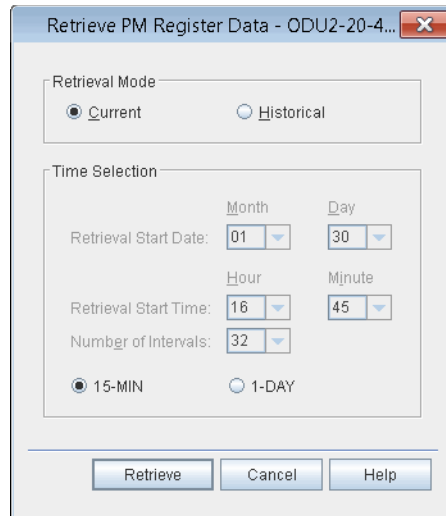 Retrieve PM Register Data - ODU2-20-4...
Retrieval Mode
Current Historical
Time Selection
Month Day
Retrieval Start Date: 01 30
Hour Minute
Retrieval Start Time: 16 45
Number of Intervals: 32
15-MIN 1-DAY
Retrieve Cancel Help